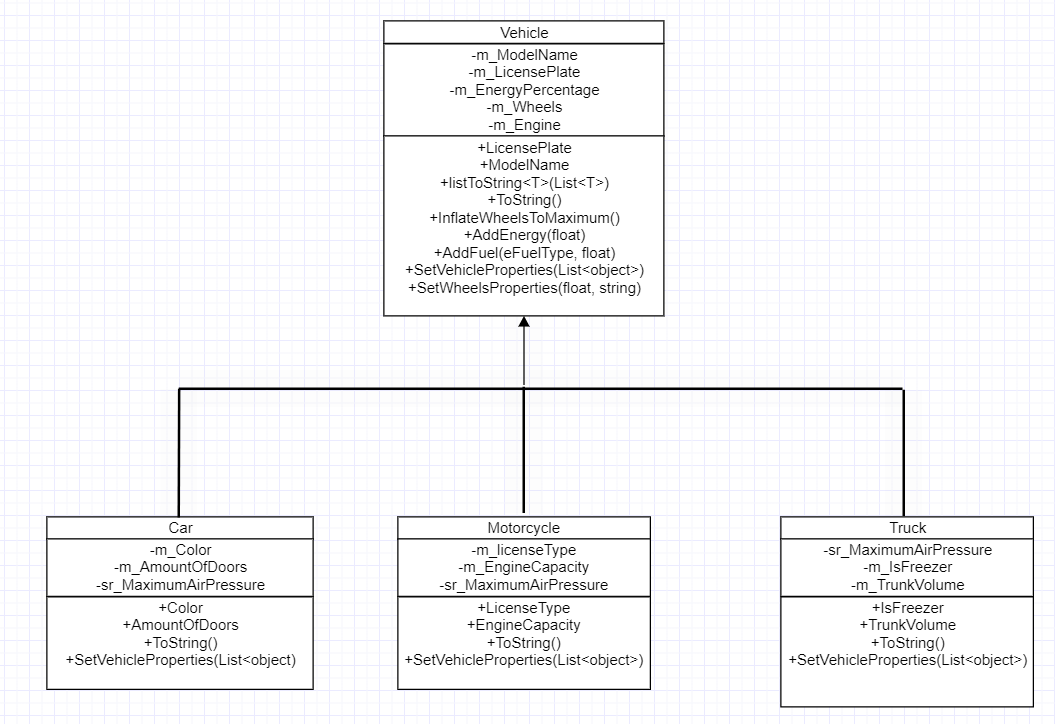 Vehicle
-m_ModelName
-m_LicensePlate
-m_EnergyPercentage
-m_Wheels
-m_Engine
+LicensePlate
+ModelName
+listToString<T>(List<T>)
+ToString()
+InflateWheelsToMaximum()
+AddEnergy(float)
+AddFuel(eFuelType, float)
+SetVehicleProperties(List<object>)
+SetWheelsProperties(float, string)
Car
-m_Color
-m_AmountOfDoors
-sr_MaximumAirPressure
+Color
+AmountOfDoors
+ToString()
+SetVehicleProperties(List<object)
Motorcycle
-m_licenseType
-m_EngineCapacity
-sr_MaximumAirPressure
+LicenseType
+EngineCapacity
+ToString()
+SetVehicleProperties(List<object>)
Truck
-sr_MaximumAirPressure
-m_IsFreezer
-m_TrunkVolume
+IsFreezer
+TrunkVolume
+ToString()
+SetVehicleProperties(List<object>)